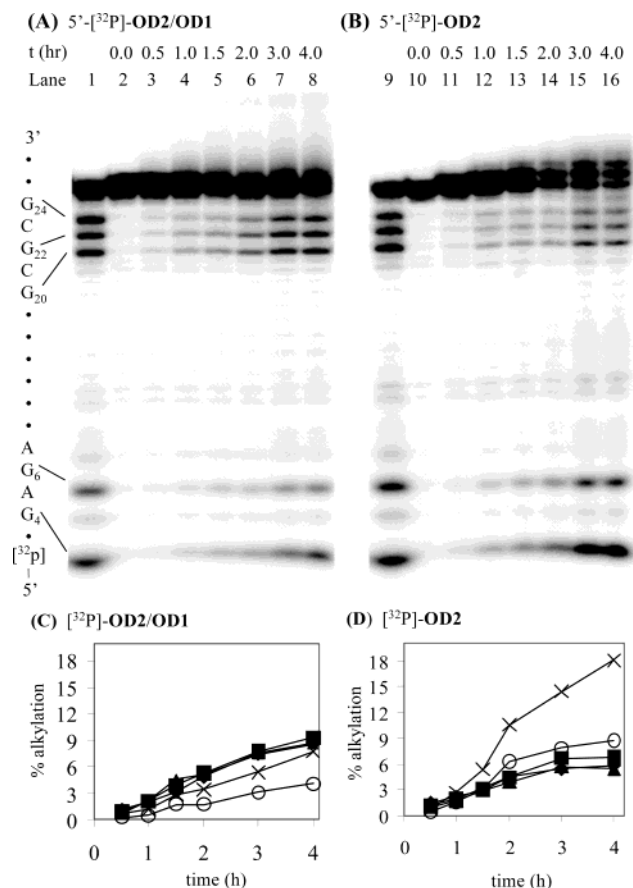 (A) 5'-[³²P]-OD2/OD1
(B) 5'-[³²P]-OD2
t (hr) 0.0 0.5 1.0 1.5 2.0 3.0 4.0
0.0 0.5 1.0 1.5 2.0 3.0 4.0
Lane 1 2 3 4 5 6 7 8
9 10 11 12 13 14 15 16
3'
•
•
G₂₄
C
G₂₂
C
G₂₀
•
•
•
•
•
•
A
G₆
A
G₄
•
[³²p]
5'
(C) [³²P]-OD2/OD1
(D) [³²P]-OD2
% alkylation
18
15
12
9
6
3
0
0 1 2 3 4
time (h)
% alkylation
18
15
12
9
6
3
0
0 1 2 3 4
time (h)